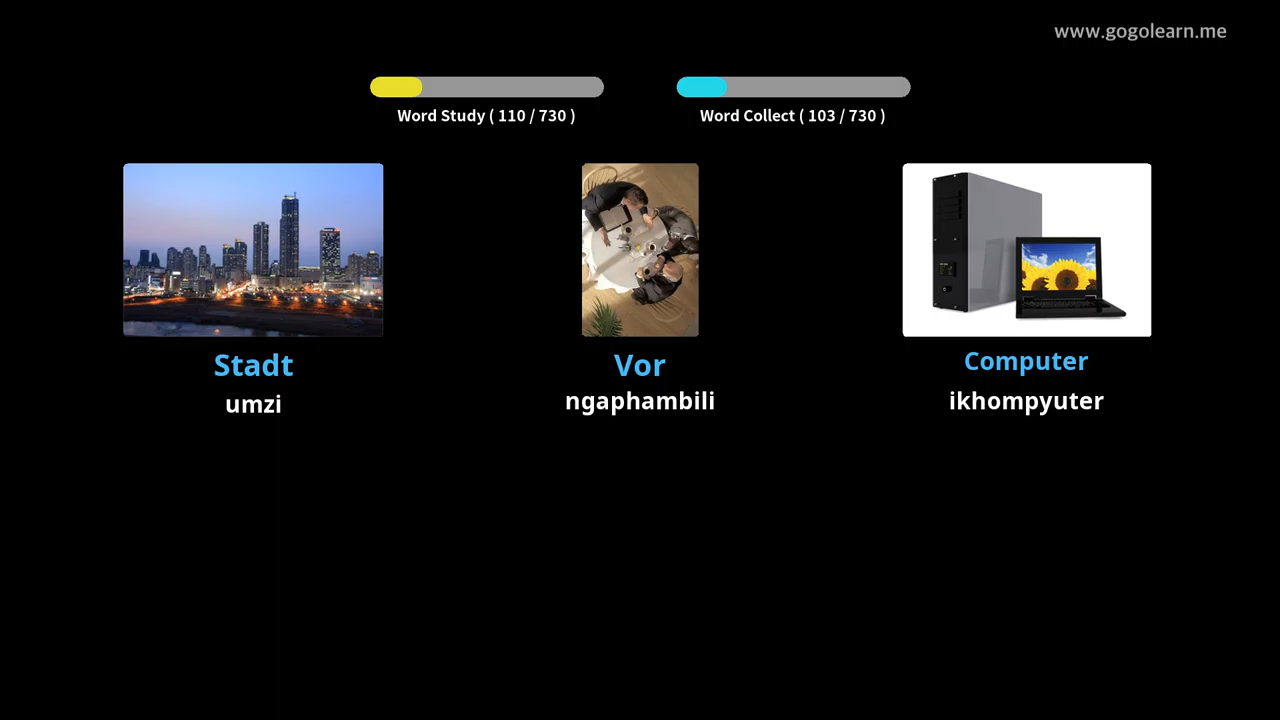 www.gogolearn.me
Word Study ( 110 / 730 )
Word Collect ( 103 / 730 )
Stadt
umzi
Vor
ngaphambili
Computer
ikhompyuter